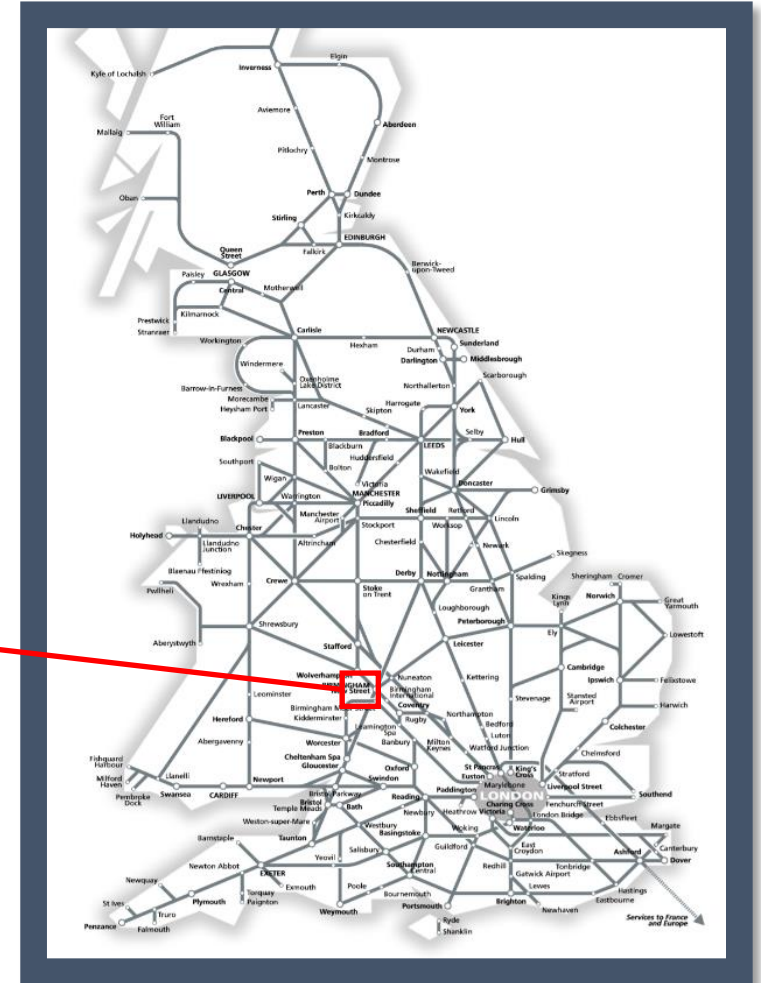 Elgin
Inverness
Kyle of Lochalsh
Aviemore
Fort
William
Mallaig
Aberdeen
Pitlochry
Montrose
Perth
Dundee
Oban
Stirling
Kirkcaldy
EDINBURGH
Queen
Street
Falkirk
Berwick-
upon-Tweed
Paisley
GLASGOW
Central
Motherwell
Prestwick
Kilmarnock
Stranraer
Carlisle
NEWCASTLE
Workington
Hexham
Durham
Sunderland
Darlington
Middlesbrough
Windermere
Oxenholme
Lake District
Scarborough
Barrow-in-Furness
Northallerton
Morecambe
Heysham Port
Lancaster
Harrogate
Skipton
York
Blackpool
Preston
Bradford
LEEDS
Selby
Hull
Blackburn
Huddersfield
Southport
Bolton
Wakefield
Wigan
Victoria
MANCHESTER
Piccadilly
Doncaster
Grimsby
LIVERPOOL
Warrington
Manchester
Airport
Stockport
Sheffield
Retford
Worksop
Lincoln
Llandudno
Holyhead
Llandudno
Junction
Chester
Altrincham
Chesterfield
Newark
Skegness
Blaenau Ffestiniog
Pwllheli
Wrexham
Crewe
Stoke
on Trent
Derby
Nottingham
Grantham
Spalding
Sheringham
Cromer
Kings
Lynn
Norwich
Great
Yarmouth
Loughborough
Peterborough
Shrewsbury
Aberystwyth
Stafford
Leicester
Ely
Lowestoft
Wolverhampton
BIRMINGHAM
New Street
Nuneaton
Birmingham
International
Kettering
Cambridge
Ipswich
Felixstowe
Leominster
Coventry
Stevenage
Stansted
Airport
Harwich
Kidderminster
Rugby
Northampton
Hereford
Leamington
Spa
Bedford
Colchester
Abergavenny
Worcester
Banbury
Milton
Keynes
Luton
Watford Junction
Chelmsford
Cheltenham Spa
Gloucester
Oxford
St Pancras
Euston
King's
Cross
Stratford
Fishguard
Harbour
Milford
Haven
Llanelli
Pembroke
Dock
Swansea
CARDIFF
Newport
Swindon
Marylebone
Liverpool Street
Paddington
LONDON
Southend
Bristol Parkway
Bristol
Temple Meads
Bath
Reading
Charing Cross
Fenchurch Street
Newbury
Heathrow
Victoria
London Bridge
Ebbsfleet
Weston-super-Mare
Westbury
Basingstoke
Woking
Waterloo
Margate
Barnstaple
Taunton
Salisbury
Guildford
East
Croydon
Canterbury
Newton Abbot
Yeovil
Southampton
Central
Redhill
Tonbridge
Ashford
Dover
Gatwick Airport
EXETER
Newquay
Exmouth
Poole
Bournemouth
Lewes
Hastings
Eastbourne
St Ives
Plymouth
Torquay
Paignton
Portsmouth
Brighton
Newhaven
Truro
Weymouth
Penzance
Falmouth
Ryde
Shanklin
Services to France
and Europe